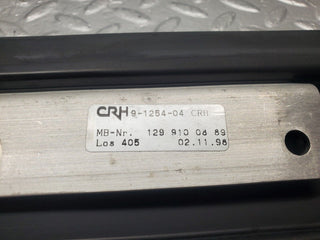 CRH 9-1254-04 CRH
MB-Nr. 129 910 08 89
Los 405 02.11.98